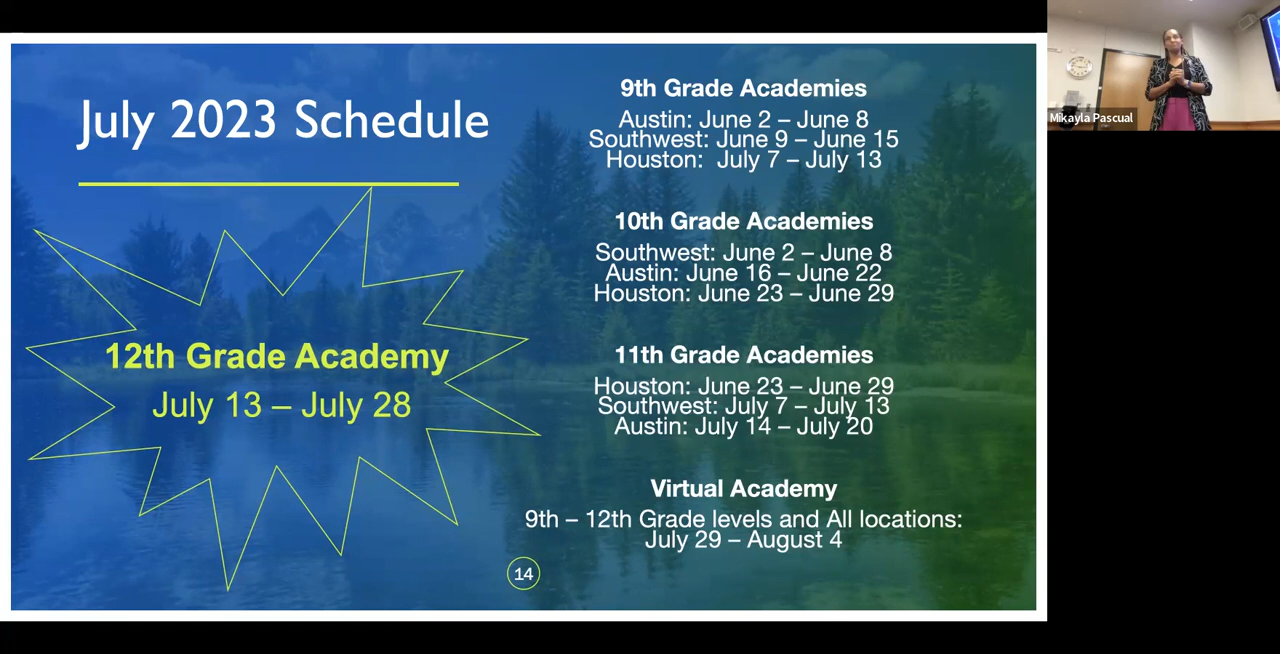 July 2023 Schedule
12th Grade Academy
July 13 – July 28
9th Grade Academies
Austin: June 2 – June 8
Southwest: June 9 – June 15
Houston: July 7 – July 13
10th Grade Academies
Southwest: June 2 – June 8
Austin: June 16 – June 22
Houston: June 23 – June 29
11th Grade Academies
Houston: June 23 – June 29
Southwest: July 7 – July 13
Austin: July 14 – July 20
Virtual Academy
9th – 12th Grade levels and All locations:
July 29 – August 4
14
Mikayla Pascual